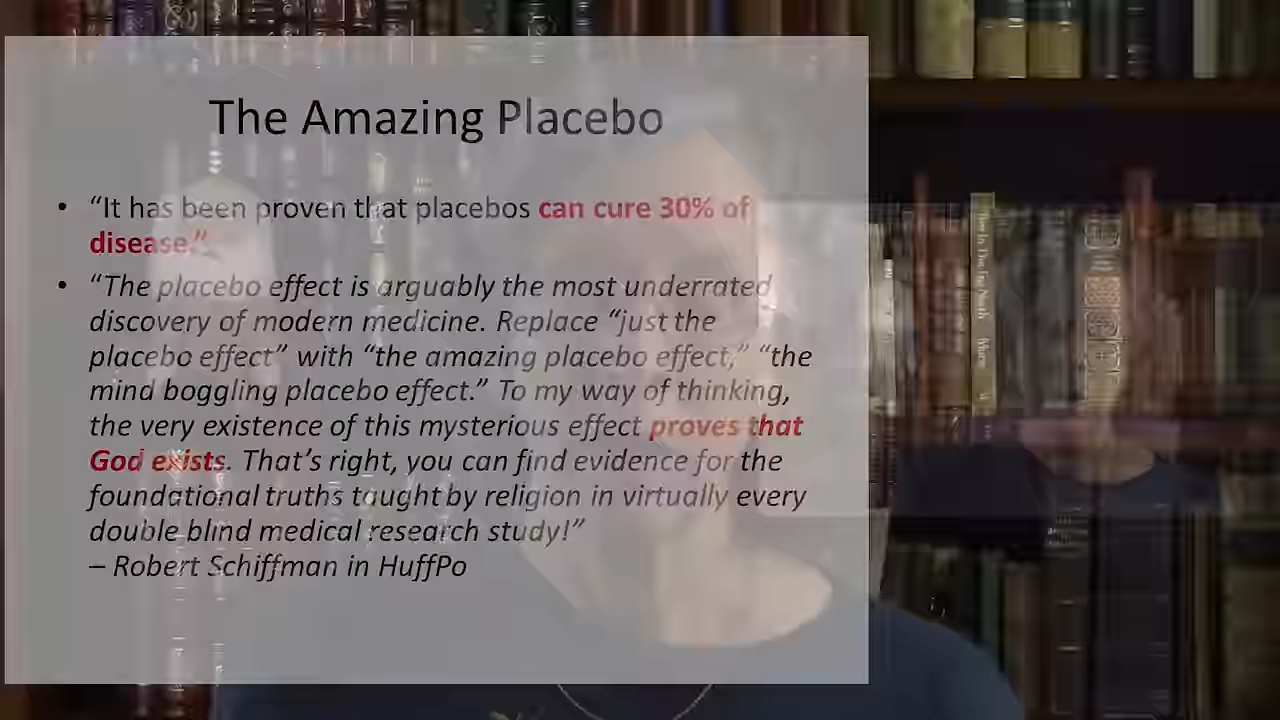 The Amazing Placebo
• “It has been proven that placebos can cure 30% of
disease.”
• “The placebo effect is arguably the most underrated
discovery of modern medicine. Replace “just the
placebo effect” with “the amazing placebo effect,” “the
mind boggling placebo effect.” To my way of thinking,
the very existence of this mysterious effect proves that
God exists. That’s right, you can find evidence for the
foundational truths taught by religion in virtually every
double blind medical research study!”
– Robert Schiffman in HuffPo